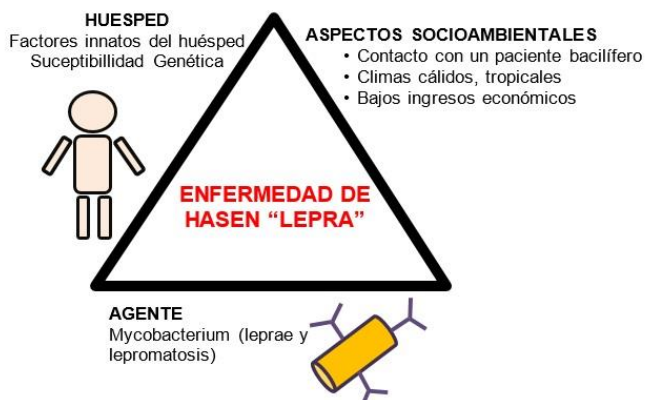 HUESPED
Factores innatos del huésped
Suceptibillidad Genética
ASPECTOS SOCIOAMBIENTALES
• Contacto con un paciente bacilífero
• Climas cálidos, tropicales
• Bajos ingresos económicos
ENFERMEDAD DE
HASEN “LEPRA”
AGENTE
Mycobacterium (leprae y
lepromatosis)